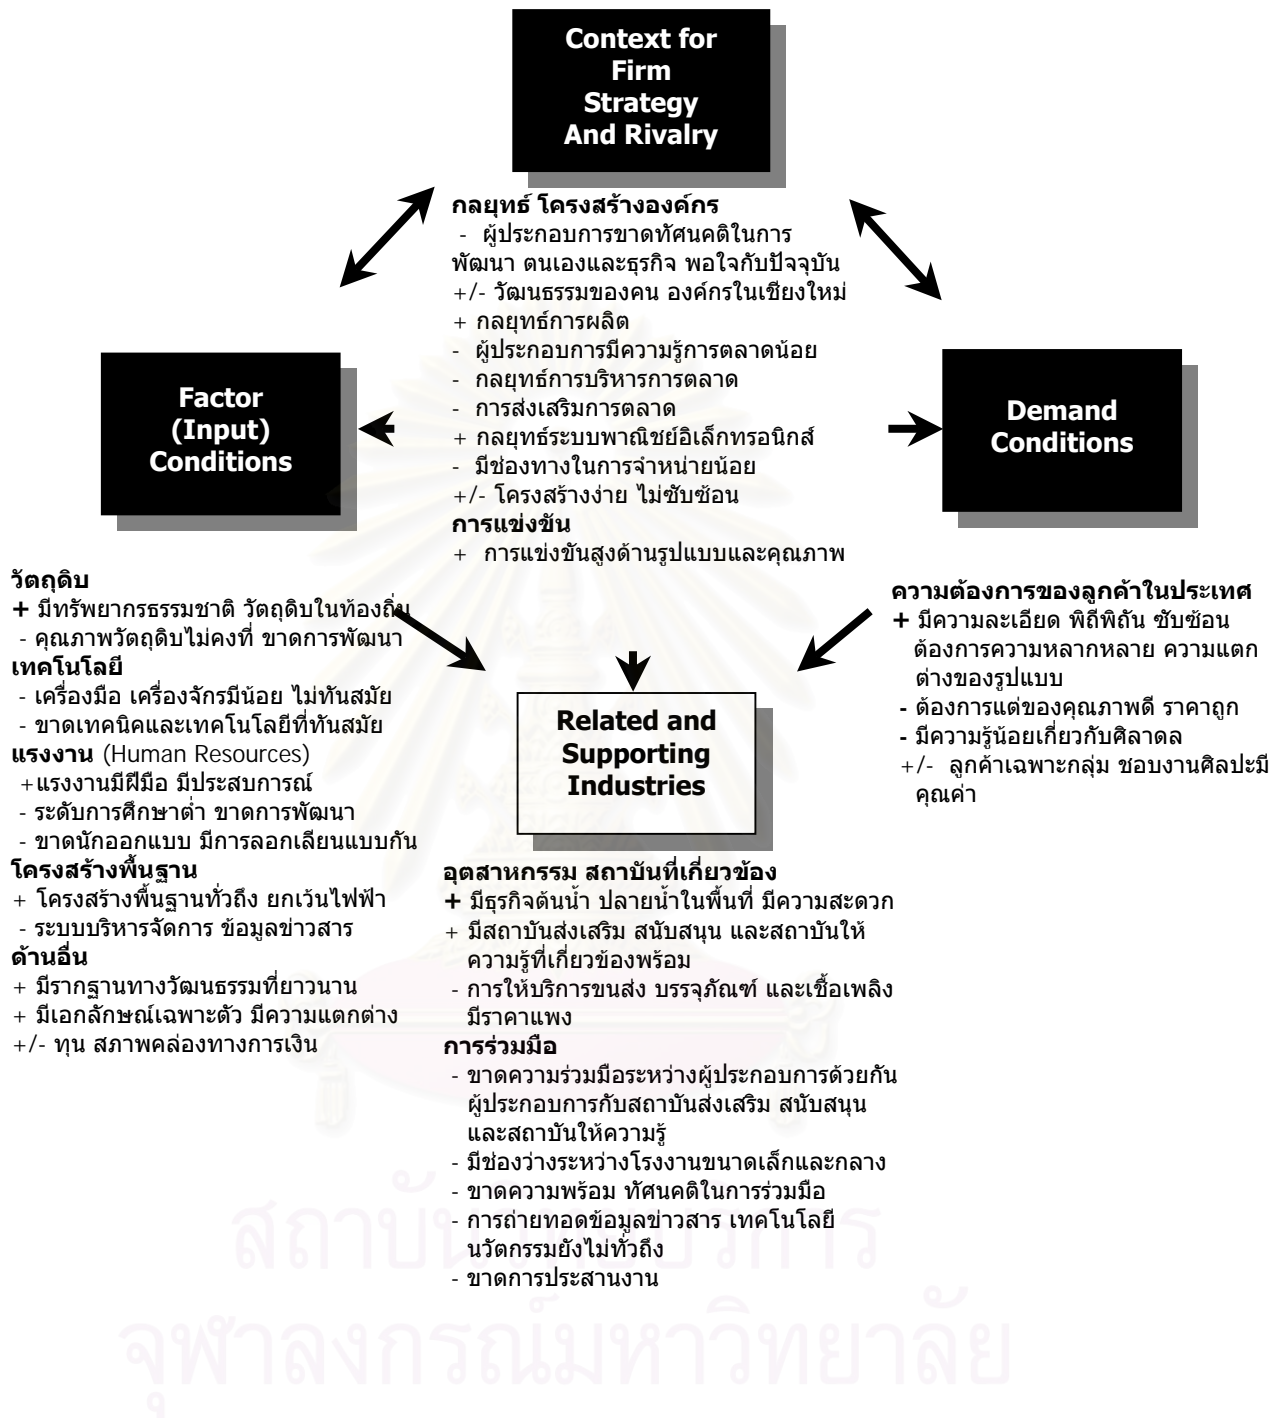 Context for
Firm
Strategy
And Rivalry
กลยุทธ์ โครงสร้างองค์กร
- ผู้ประกอบการขาดทัศนคติในการ
พัฒนา ตนเองและธุรกิจ พอใจกับปัจจุบัน
+/- วัฒนธรรมของคน องค์กรในเชียงใหม่
+ กลยุทธ์การผลิต
- ผู้ประกอบการมีความรู้การตลาดน้อย
- กลยุทธ์การบริหารการตลาด
- การส่งเสริมการตลาด
+ กลยุทธ์ระบบพาณิชย์อิเล็กทรอนิกส์
- มีช่องทางในการจำหน่ายน้อย
+/- โครงสร้างง่าย ไม่ซับซ้อน
การแข่งขัน
+ การแข่งขันสูงด้านรูปแบบและคุณภาพ
Factor
(Input)
Conditions
วัตถุดิบ
+ มีทรัพยากรธรรมชาติ วัตถุดิบในท้องถิ่น
- คุณภาพวัตถุดิบไม่คงที่ ขาดการพัฒนา
เทคโนโลยี
- เครื่องมือ เครื่องจักรมีน้อย ไม่ทันสมัย
- ขาดเทคนิคและเทคโนโลยีที่ทันสมัย
แรงงาน (Human Resources)
+แรงงานมีฝีมือ มีประสบการณ์
- ระดับการศึกษาต่ำ ขาดการพัฒนา
- ขาดนักออกแบบ มีการลอกเลียนแบบกัน
โครงสร้างพื้นฐาน
+ โครงสร้างพื้นฐานทั่วถึง ยกเว้นไฟฟ้า
- ระบบบริหารจัดการ ข้อมูลข่าวสาร
ด้านอื่น
+ มีรากฐานทางวัฒนธรรมที่ยาวนาน
+ มีเอกลักษณ์เฉพาะตัว มีความแตกต่าง
+/- ทุน สภาพคล่องทางการเงิน
Demand
Conditions
ความต้องการของลูกค้าในประเทศ
+ มีความละเอียด พิถีพิถัน ซับซ้อน
ต้องการความหลากหลาย ความแตก
ต่างของรูปแบบ
- ต้องการแต่ของคุณภาพดี ราคาถูก
- มีความรู้น้อยเกี่ยวกับศิลาดล
+/- ลูกค้าเฉพาะกลุ่ม ชอบงานศิลปะมี
คุณค่า
Related and
Supporting
Industries
อุตสาหกรรม สถาบันที่เกี่ยวข้อง
+ มีธุรกิจต้นน้ำ ปลายน้ำในพื้นที่ มีความสะดวก
+ มีสถาบันส่งเสริม สนับสนุน และสถาบันให้
ความรู้ที่เกี่ยวข้องพร้อม
- การให้บริการขนส่ง บรรจุภัณฑ์ และเชื้อเพลิง
มีราคาแพง
การร่วมมือ
- ขาดความร่วมมือระหว่างผู้ประกอบการด้วยกัน
ผู้ประกอบการกับสถาบันส่งเสริม สนับสนุน
และสถาบันให้ความรู้
- มีช่องว่างระหว่างโรงงานขนาดเล็กและกลาง
- ขาดความพร้อม ทัศนคติในการร่วมมือ
- การถ่ายทอดข้อมูลข่าวสาร เทคโนโลยี
นวัตกรรมยังไม่ทั่วถึง
- ขาดการประสานงาน
สถาบันวิทยบริการ
จุฬาลงกรณ์มหาวิทยาลัย